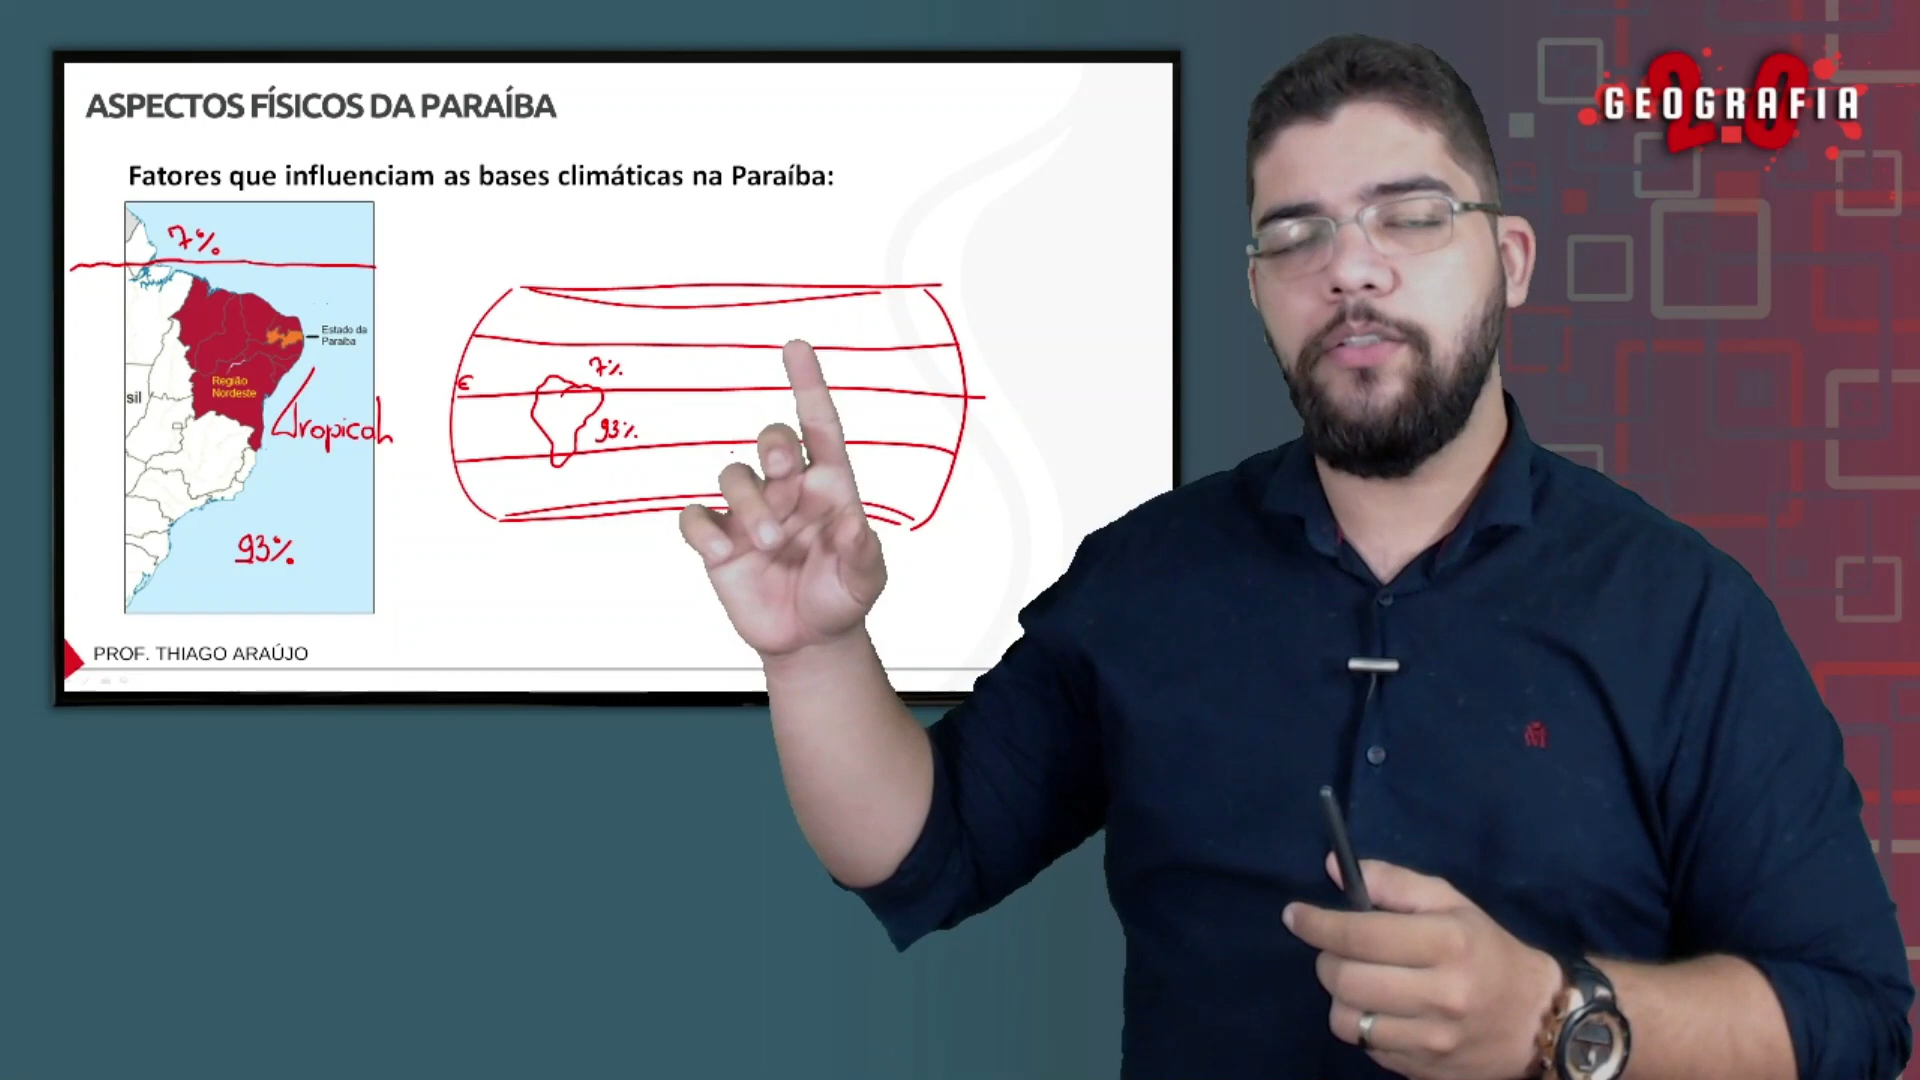 ASPECTOS FÍSICOS DA PARAÍBA
Fatores que influenciam as bases climáticas na Paraíba:
7%
Estado da
Paraíba
Região
Nordeste
sil
Tropical
93%
E
7%
93%
PROF. THIAGO ARAÚJO
2.0
GEOGRAFIA